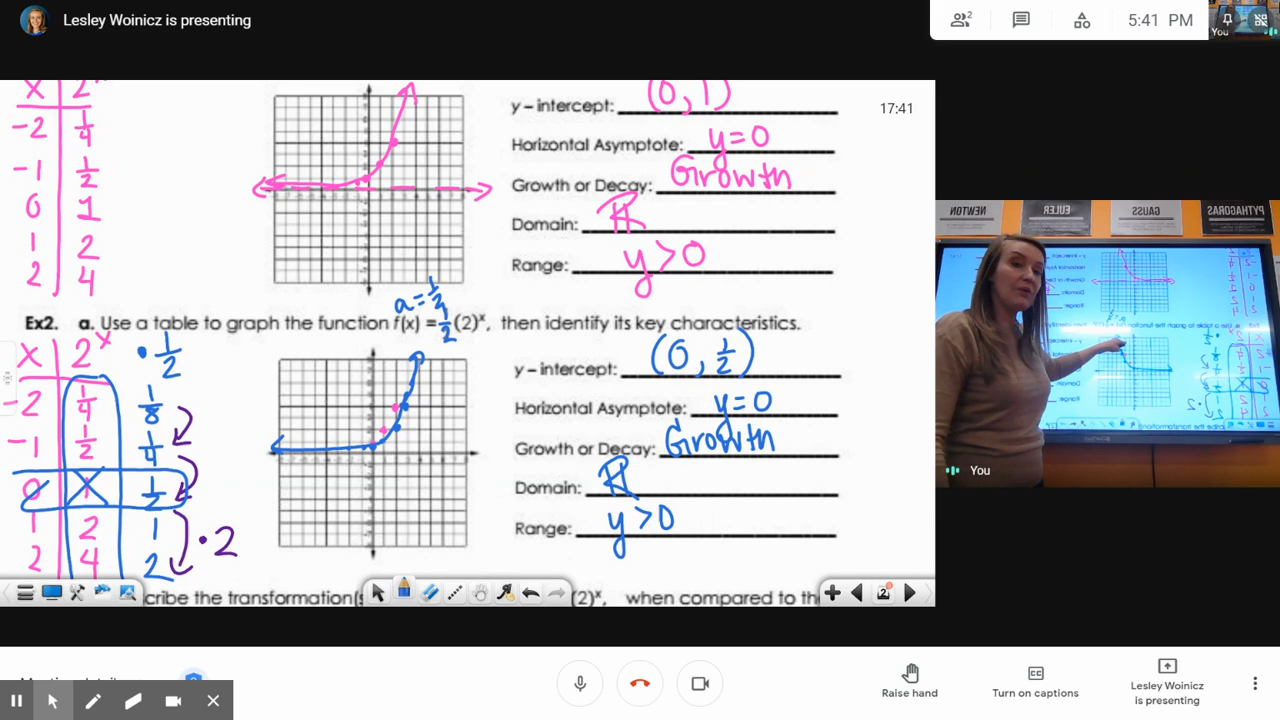 Lesley Woinicz is presenting
2
5:41 PM
You
17:41
x 2ˣ
-2 1/4
-1 1/2
0 1
1 2
2 4
y – intercept: (0, 1)
Horizontal Asymptote: y = 0
Growth or Decay: Growth
Domain: ℝ
Range: y > 0
a = 1/2
Ex2. a. Use a table to graph the function f(x) = 1/2(2)ˣ, then identify its key characteristics.
x 2ˣ • 1/2
-2 1/4 1/8
-1 1/2 1/4
0 1 1/2
1 2 1
2 4 2
• 2
y – intercept: (0, 1/2)
Horizontal Asymptote: y = 0
Growth or Decay: Growth
Domain: ℝ
Range: y > 0
cribe the transformation(s
(2)ˣ, when compared to the
2
NEWTON
EULER
GAUSS
PYTHAGORAS
You
Raise hand
Turn on captions
Lesley Woinicz
is presenting